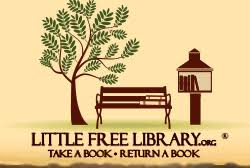 LITTLE FREE LIBRARY.ORG ®
TAKE A BOOK • RETURN A BOOK